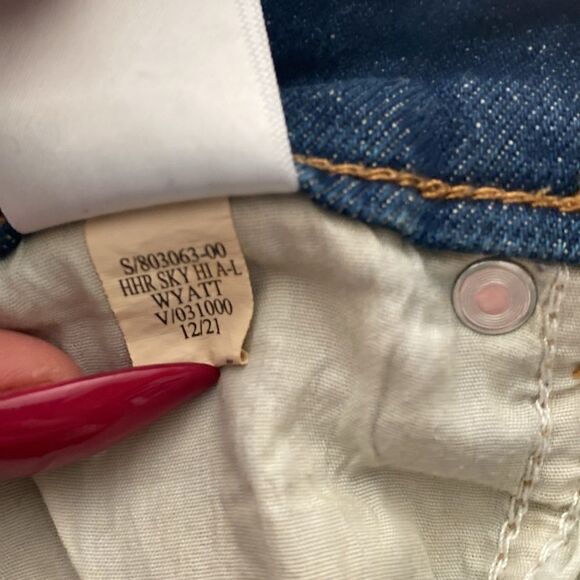 S/803063-00
HHR SKY HI A-L
WYATT
V/031000
12/21